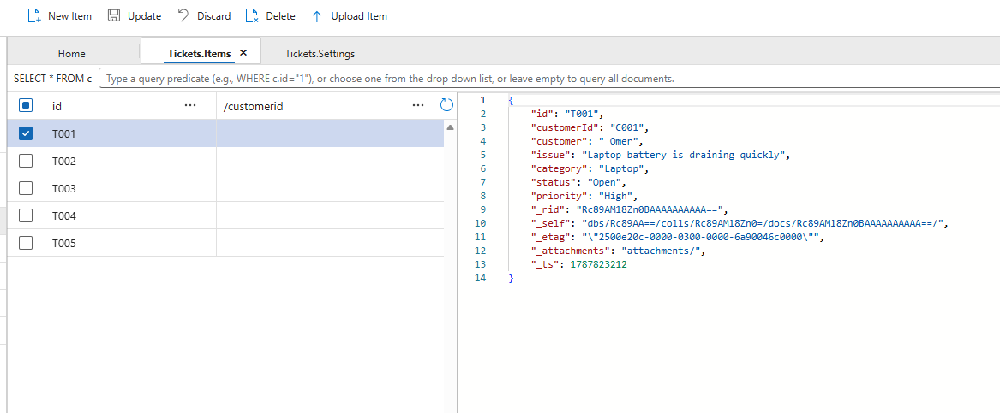 New Item Update Discard Delete Upload Item
Home Tickets.Items ✕ Tickets.Settings
SELECT * FROM c Type a query predicate (e.g., WHERE c.id="1"), or choose one from the drop down list, or leave empty to query all documents.
id ... /customerid ...
T001
T002
T003
T004
T005
1 {
2 "id": "T001",
3 "customerId": "C001",
4 "customer": " Omer",
5 "issue": "Laptop battery is draining quickly",
6 "category": "Laptop",
7 "status": "Open",
8 "priority": "High",
9 "_rid": "Rc89AM18Zn0BAAAAAAAAAA==",
10 "_self": "dbs/Rc89AA==/colls/Rc89AM18Zn0=/docs/Rc89AM18Zn0BAAAAAAAAAA==/",
11 "_etag": "\"2500e20c-0000-0300-0000-6a90046c0000\"",
12 "_attachments": "attachments/",
13 "_ts": 1787823212
14 }